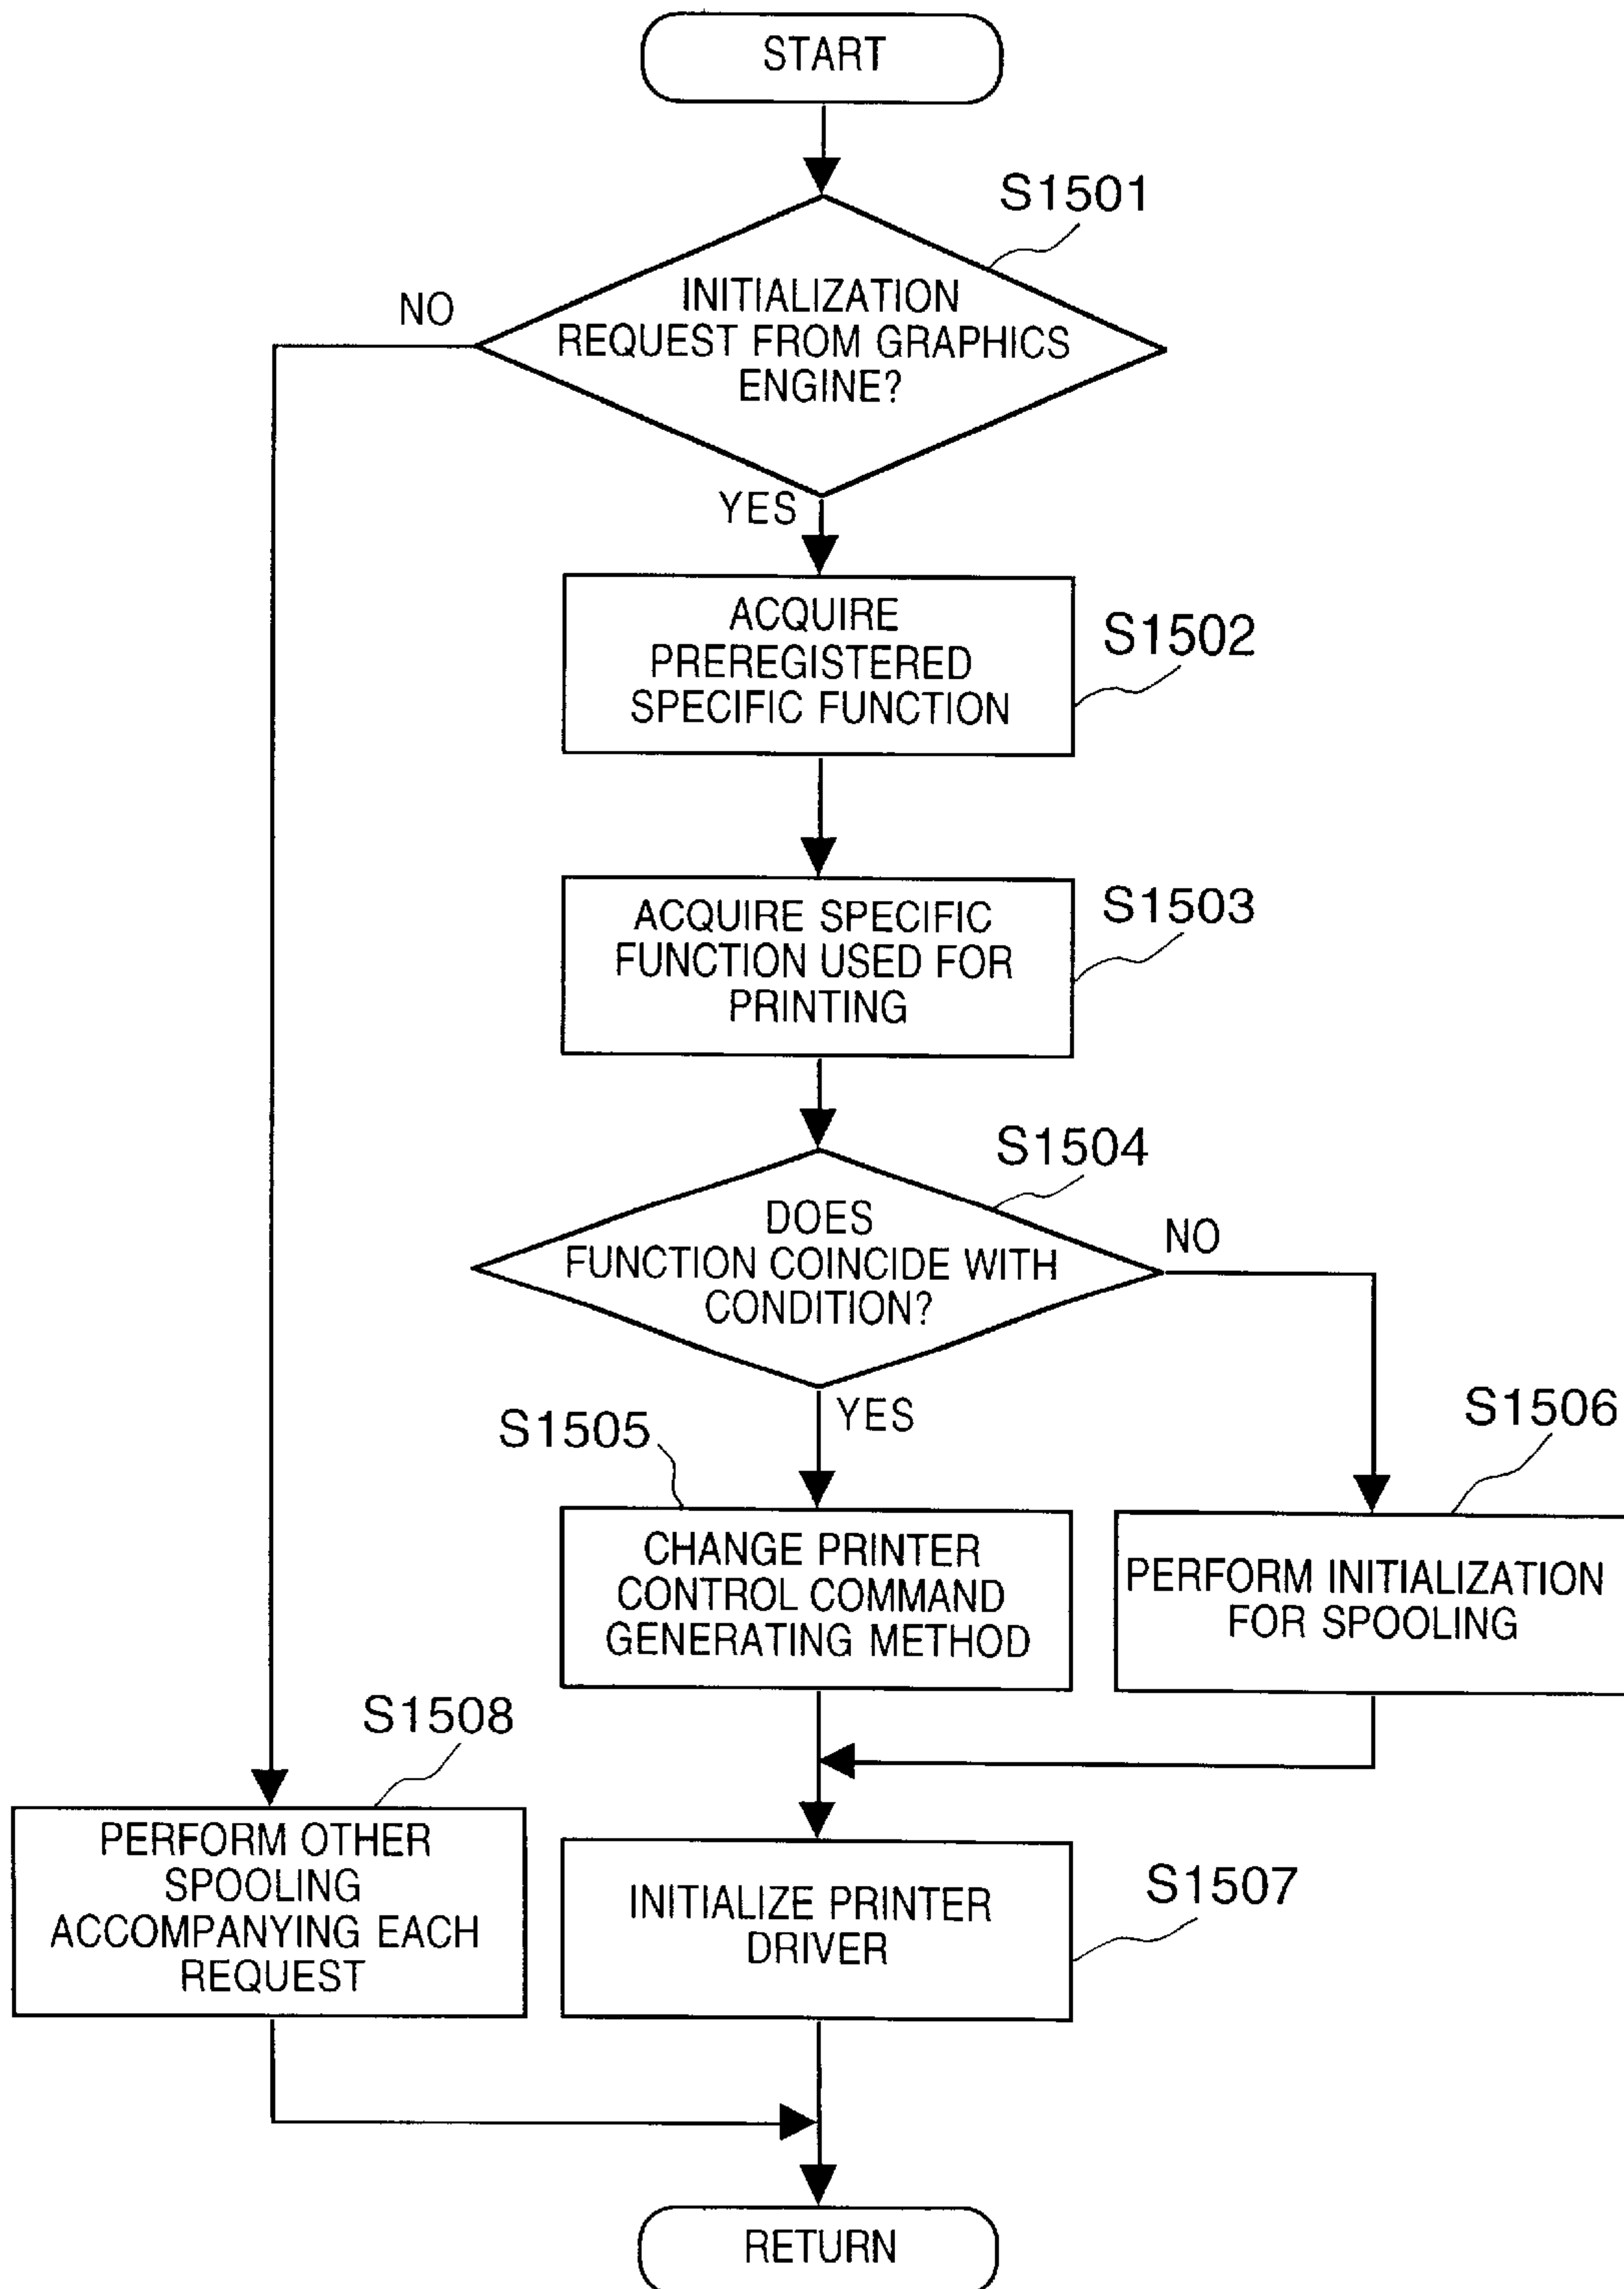 START
S1501
NO
INITIALIZATION
REQUEST FROM GRAPHICS
ENGINE?
YES
ACQUIRE
PREREGISTERED
SPECIFIC FUNCTION
S1502
ACQUIRE SPECIFIC
FUNCTION USED FOR
PRINTING
S1503
S1504
DOES
FUNCTION COINCIDE WITH
CONDITION?
NO
YES
S1505
CHANGE PRINTER
CONTROL COMMAND
GENERATING METHOD
S1506
PERFORM INITIALIZATION
FOR SPOOLING
S1508
PERFORM OTHER
SPOOLING
ACCOMPANYING EACH
REQUEST
INITIALIZE PRINTER
DRIVER
S1507
RETURN